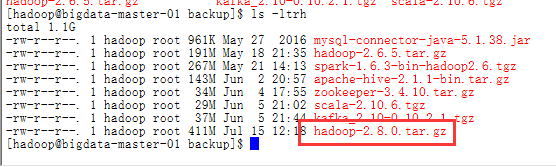 hadoop-2.6.5.tar.gz kafka_2.10-0.10.2.1.tgz scala-2.10.6.tgz
[hadoop@bigdata-master-01 backup]$ ls -ltrh
total 1.1G
-rw-r--r--. 1 hadoop root 961K May 27  2016 mysql-connector-java-5.1.38.jar
-rw-r--r--. 1 hadoop root 191M May 18 21:35 hadoop-2.6.5.tar.gz
-rw-r--r--. 1 hadoop root 267M May 21 14:13 spark-1.6.3-bin-hadoop2.6.tgz
-rw-r--r--. 1 hadoop root 143M Jun  2 20:57 apache-hive-2.1.1-bin.tar.gz
-rw-r--r--. 1 hadoop root  34M Jun  4 17:55 zookeeper-3.4.10.tar.gz
-rw-r--r--. 1 hadoop root  29M Jun  5 21:02 scala-2.10.6.tgz
-rw-r--r--. 1 hadoop root  37M Jun  5 21:44 kafka_2.10-0.10.2.1.tgz
-rw-r--r--. 1 hadoop root 411M Jul 15 12:18 hadoop-2.8.0.tar.gz
[hadoop@bigdata-master-01 backup]$